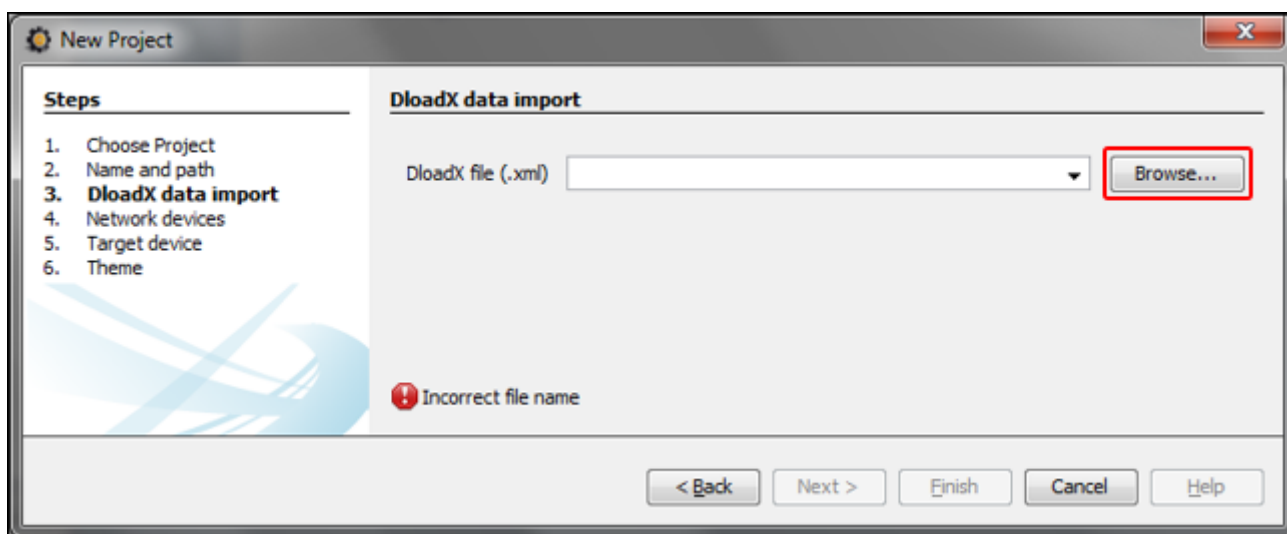 New Project
Steps
1. Choose Project
2. Name and path
3. DloadX data import
4. Network devices
5. Target device
6. Theme
DloadX data import
DloadX file (.xml)
Browse...
Incorrect file name
< Back
Next >
Finish
Cancel
Help